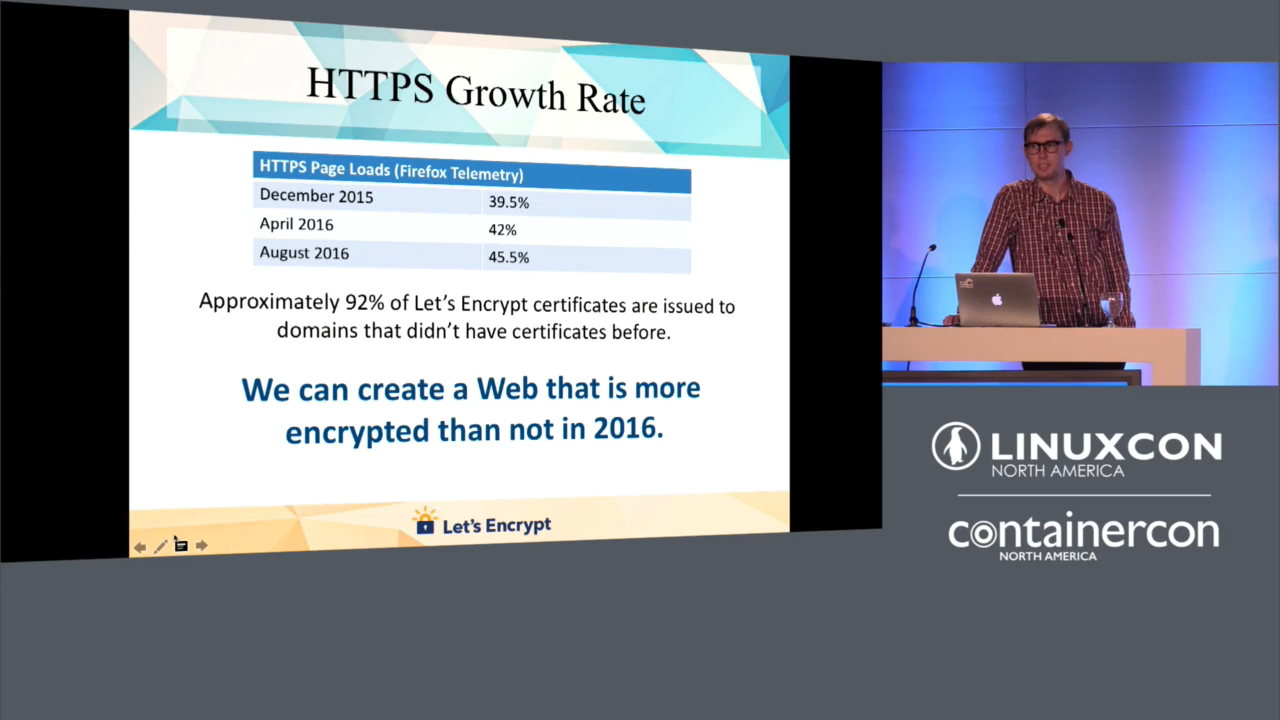 HTTPS Growth Rate
HTTPS Page Loads (Firefox Telemetry)
December 2015 39.5%
April 2016 42%
August 2016 45.5%
Approximately 92% of Let's Encrypt certificates are issued to
domains that didn't have certificates before.
We can create a Web that is more
encrypted than not in 2016.
Let's Encrypt
LINUXCON
NORTH AMERICA
containercon
NORTH AMERICA